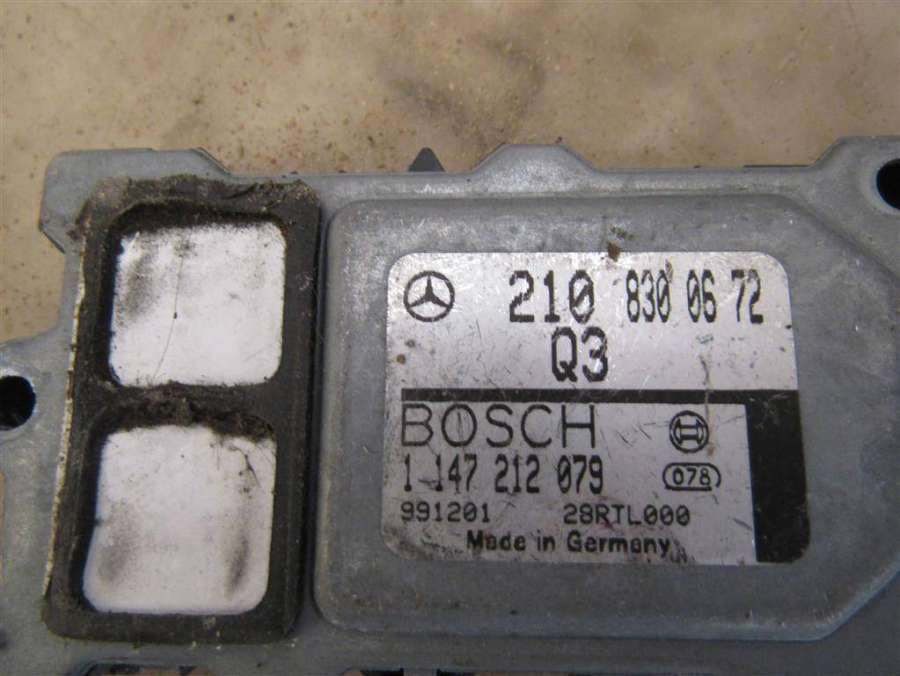 210 830 06 72
Q3
BOSCH
1 147 212 079 078
991201 28RTL000
Made in Germany